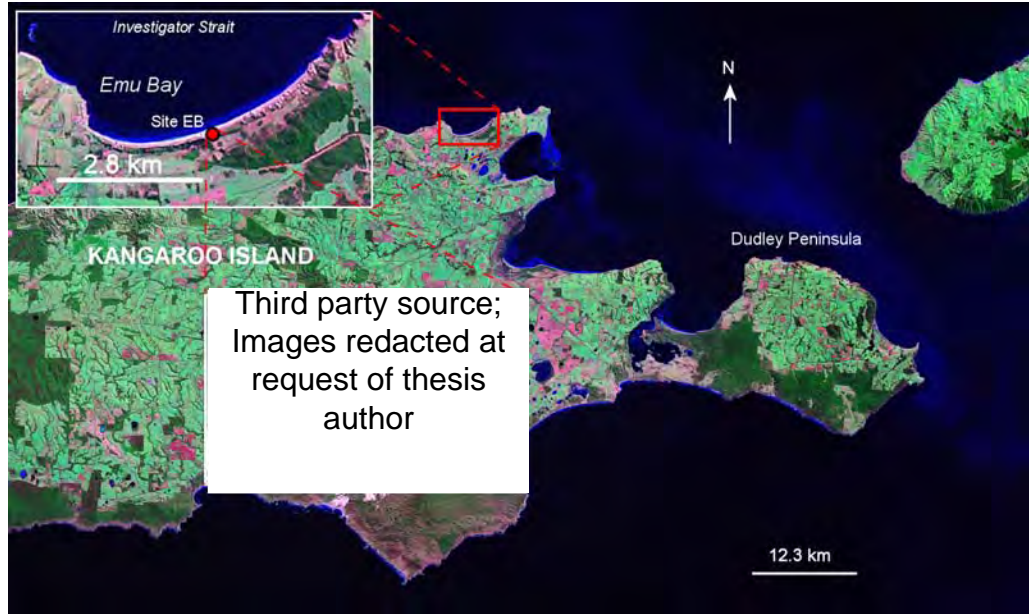 Investigator Strait
Emu Bay
Site EB
2.8 km
N
Dudley Peninsula
KANGAROO ISLAND
Third party source;
Images redacted at
request of thesis
author
12.3 km